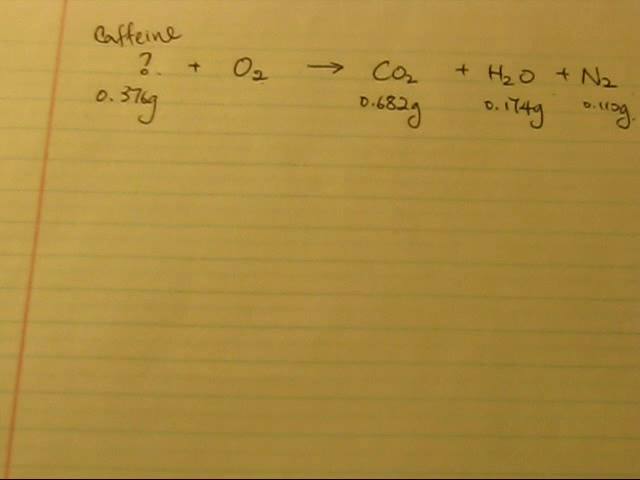 Caffeine
? + O2 → CO2 + H2O + N2
0.376g 0.682g 0.174g 0.110g.